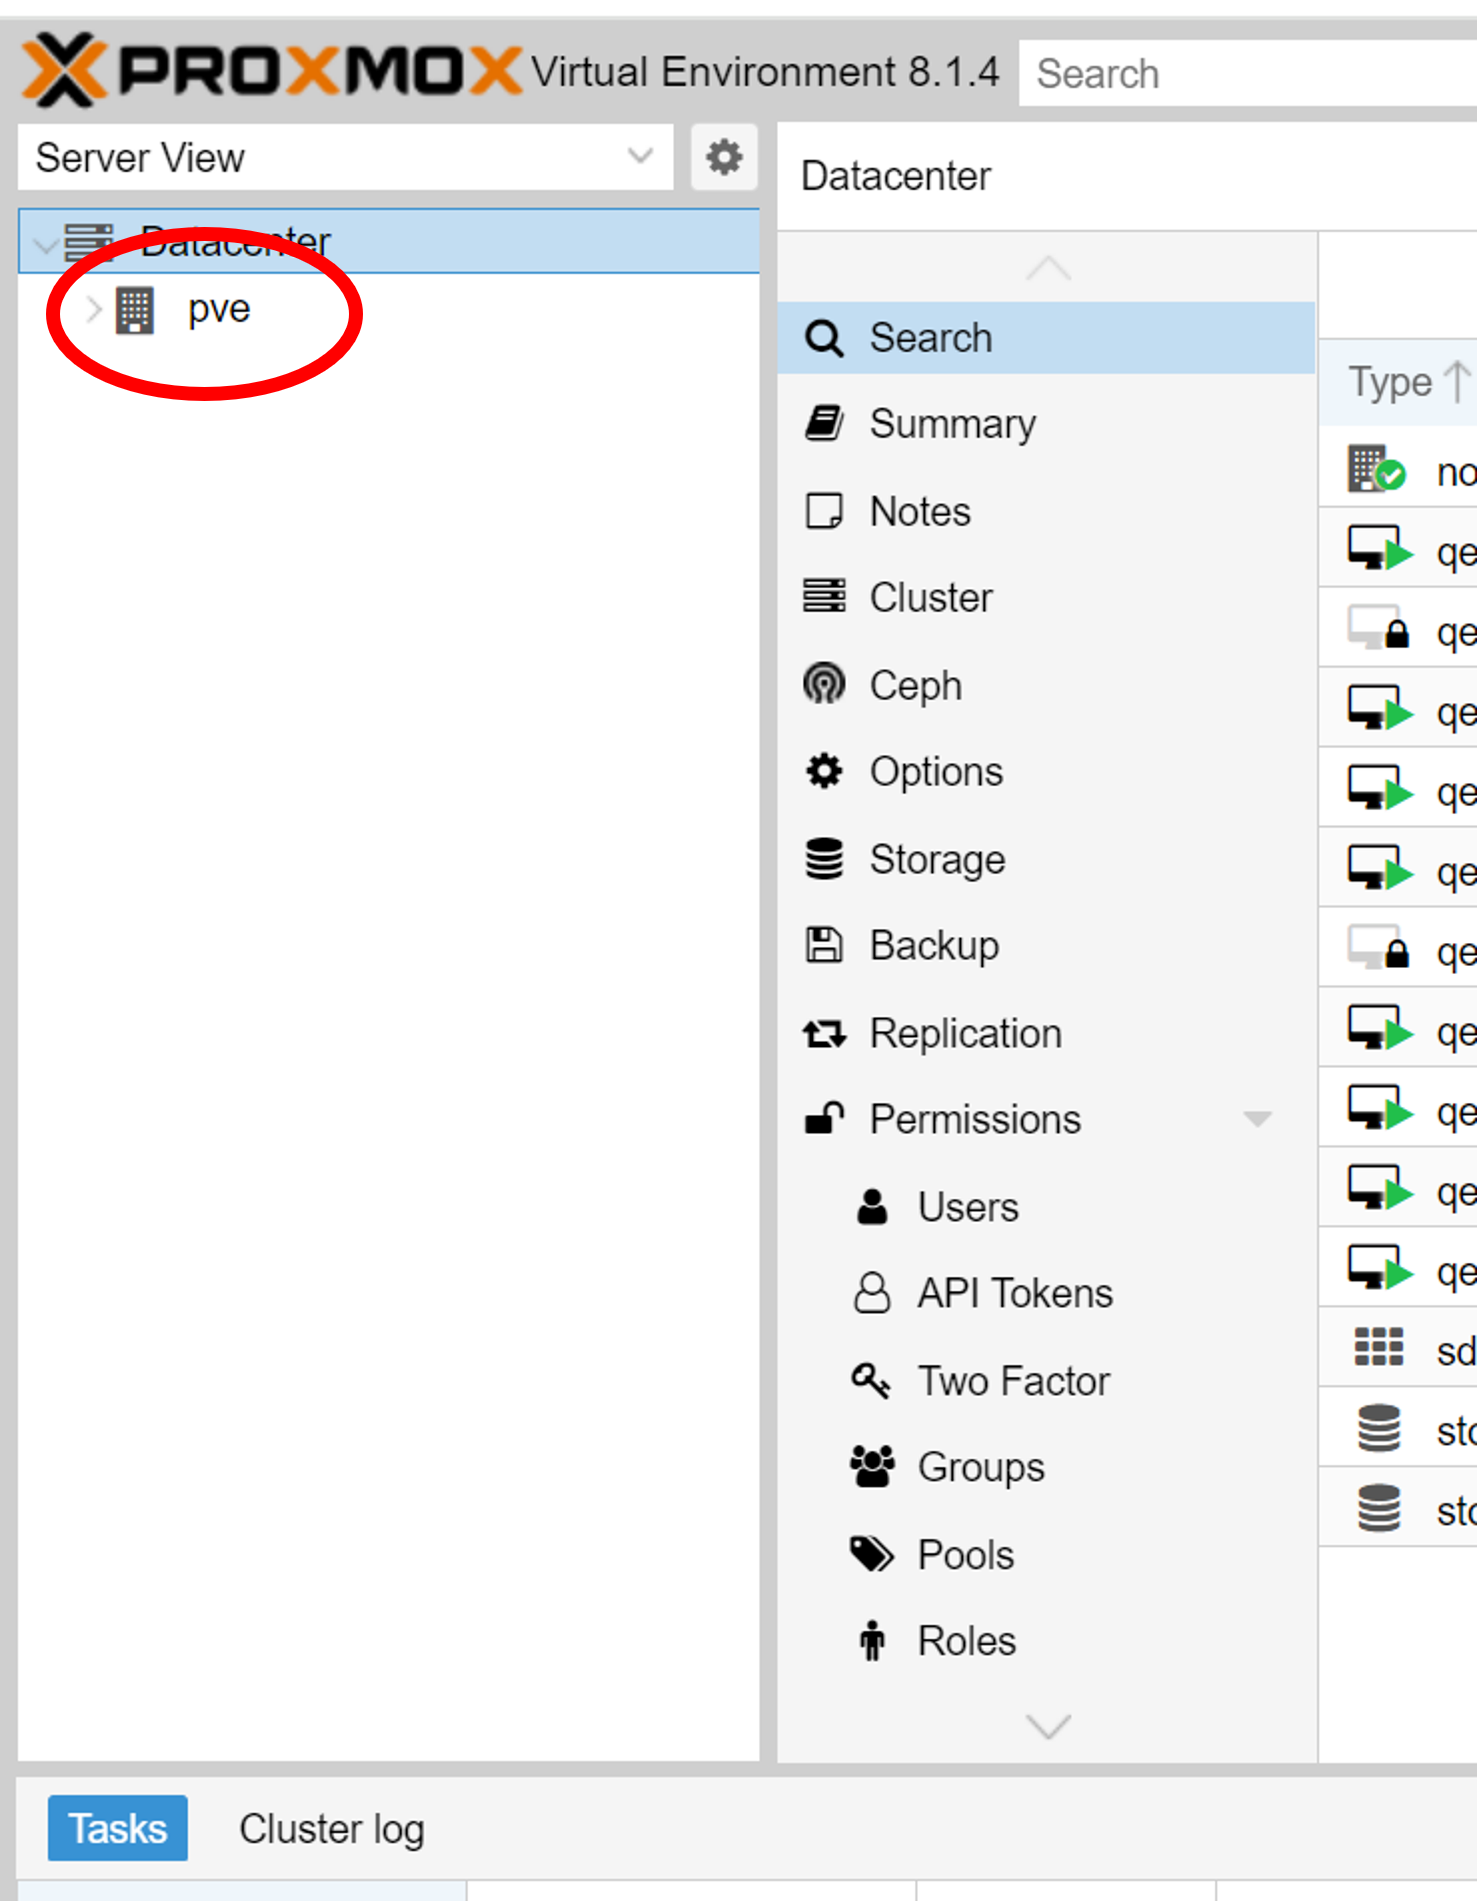 PROXMOX Virtual Environment 8.1.4 Search
Server View
Datacenter
pve
Datacenter
Search
Summary
Notes
Cluster
Ceph
Options
Storage
Backup
Replication
Permissions
Users
API Tokens
Two Factor
Groups
Pools
Roles
Type
no
qe
qe
qe
qe
qe
qe
qe
qe
qe
qe
sd
sto
sto
Tasks Cluster log